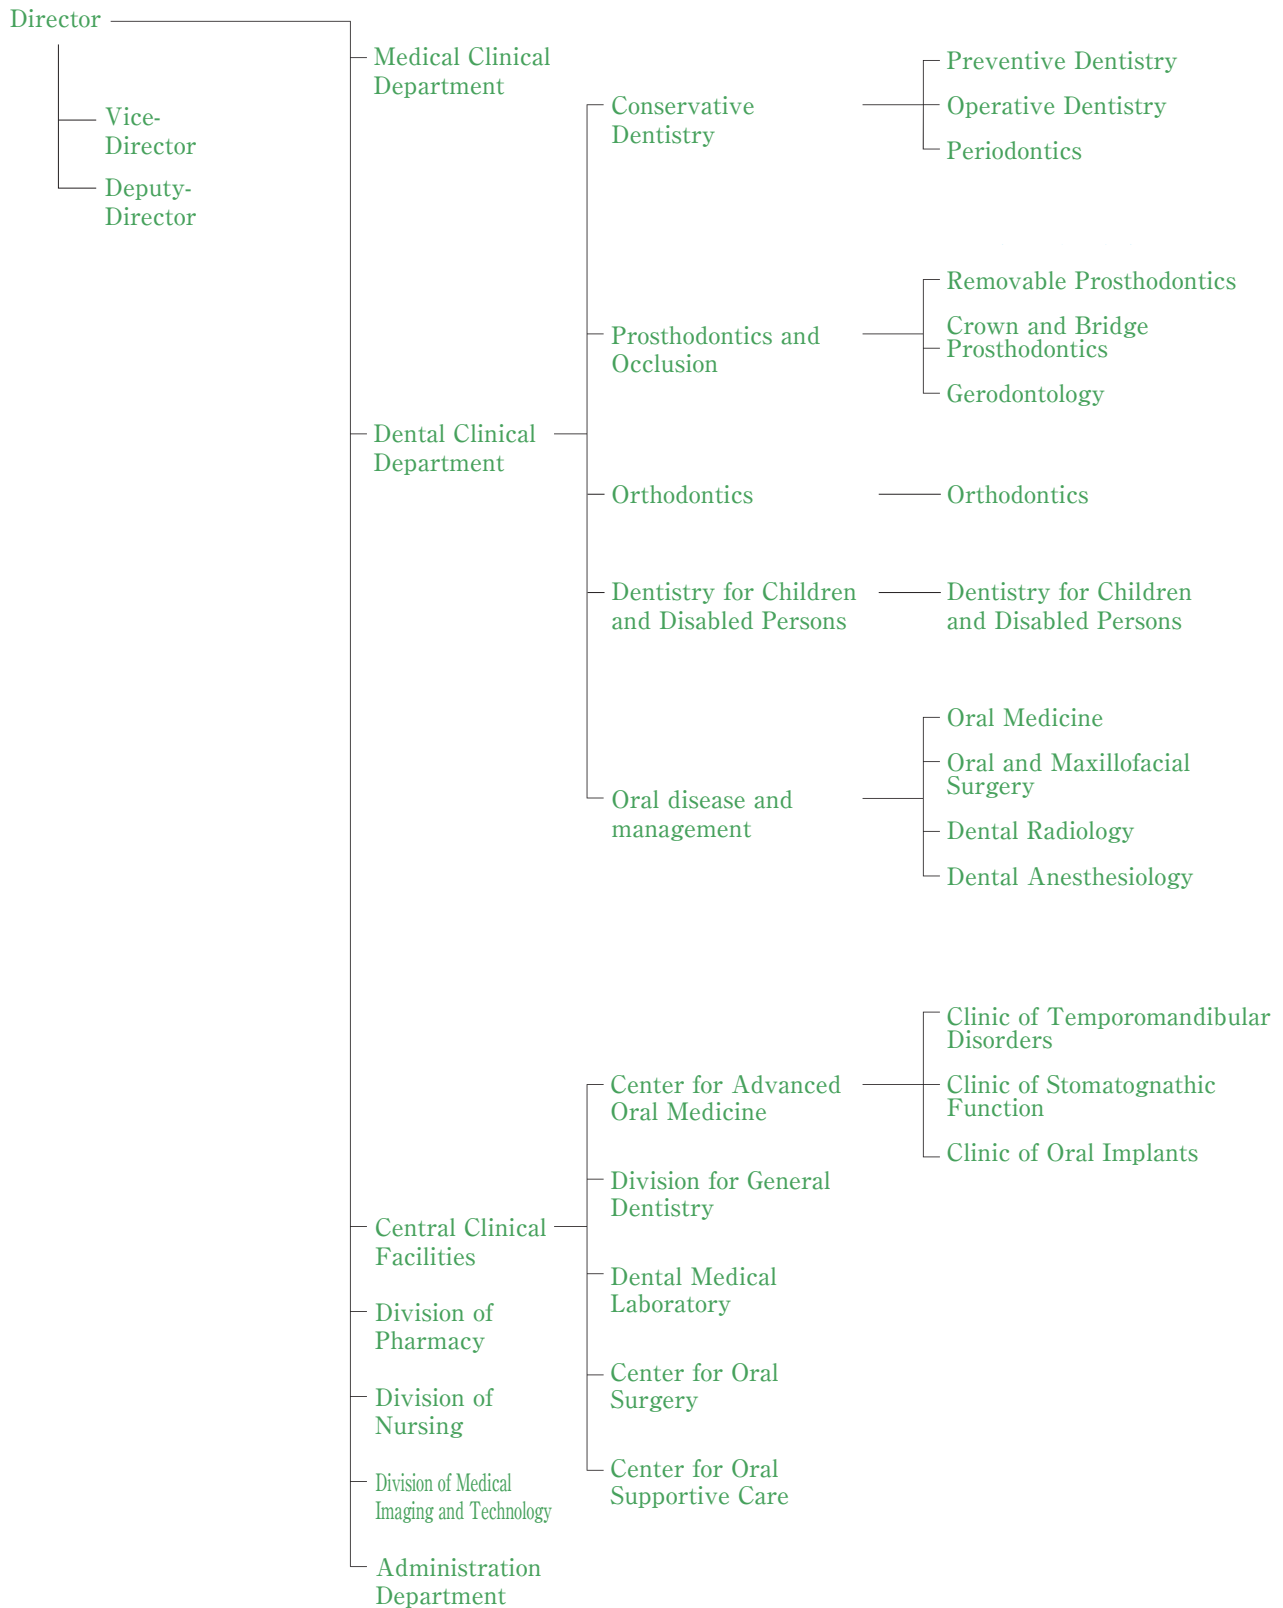 Director
Vice-
Director
Deputy-
Director
Medical Clinical
Department
Dental Clinical
Department
Conservative
Dentistry
Preventive Dentistry
Operative Dentistry
Periodontics
Prosthodontics and
Occlusion
Removable Prosthodontics
Crown and Bridge
Prosthodontics
Gerodontology
Orthodontics
Orthodontics
Dentistry for Children
and Disabled Persons
Dentistry for Children
and Disabled Persons
Oral disease and
management
Oral Medicine
Oral and Maxillofacial
Surgery
Dental Radiology
Dental Anesthesiology
Central Clinical
Facilities
Center for Advanced
Oral Medicine
Clinic of Temporomandibular
Disorders
Clinic of Stomatognathic
Function
Clinic of Oral Implants
Division for General
Dentistry
Dental Medical
Laboratory
Center for Oral
Surgery
Center for Oral
Supportive Care
Division of
Pharmacy
Division of
Nursing
Division of Medical
Imaging and Technology
Administration
Department